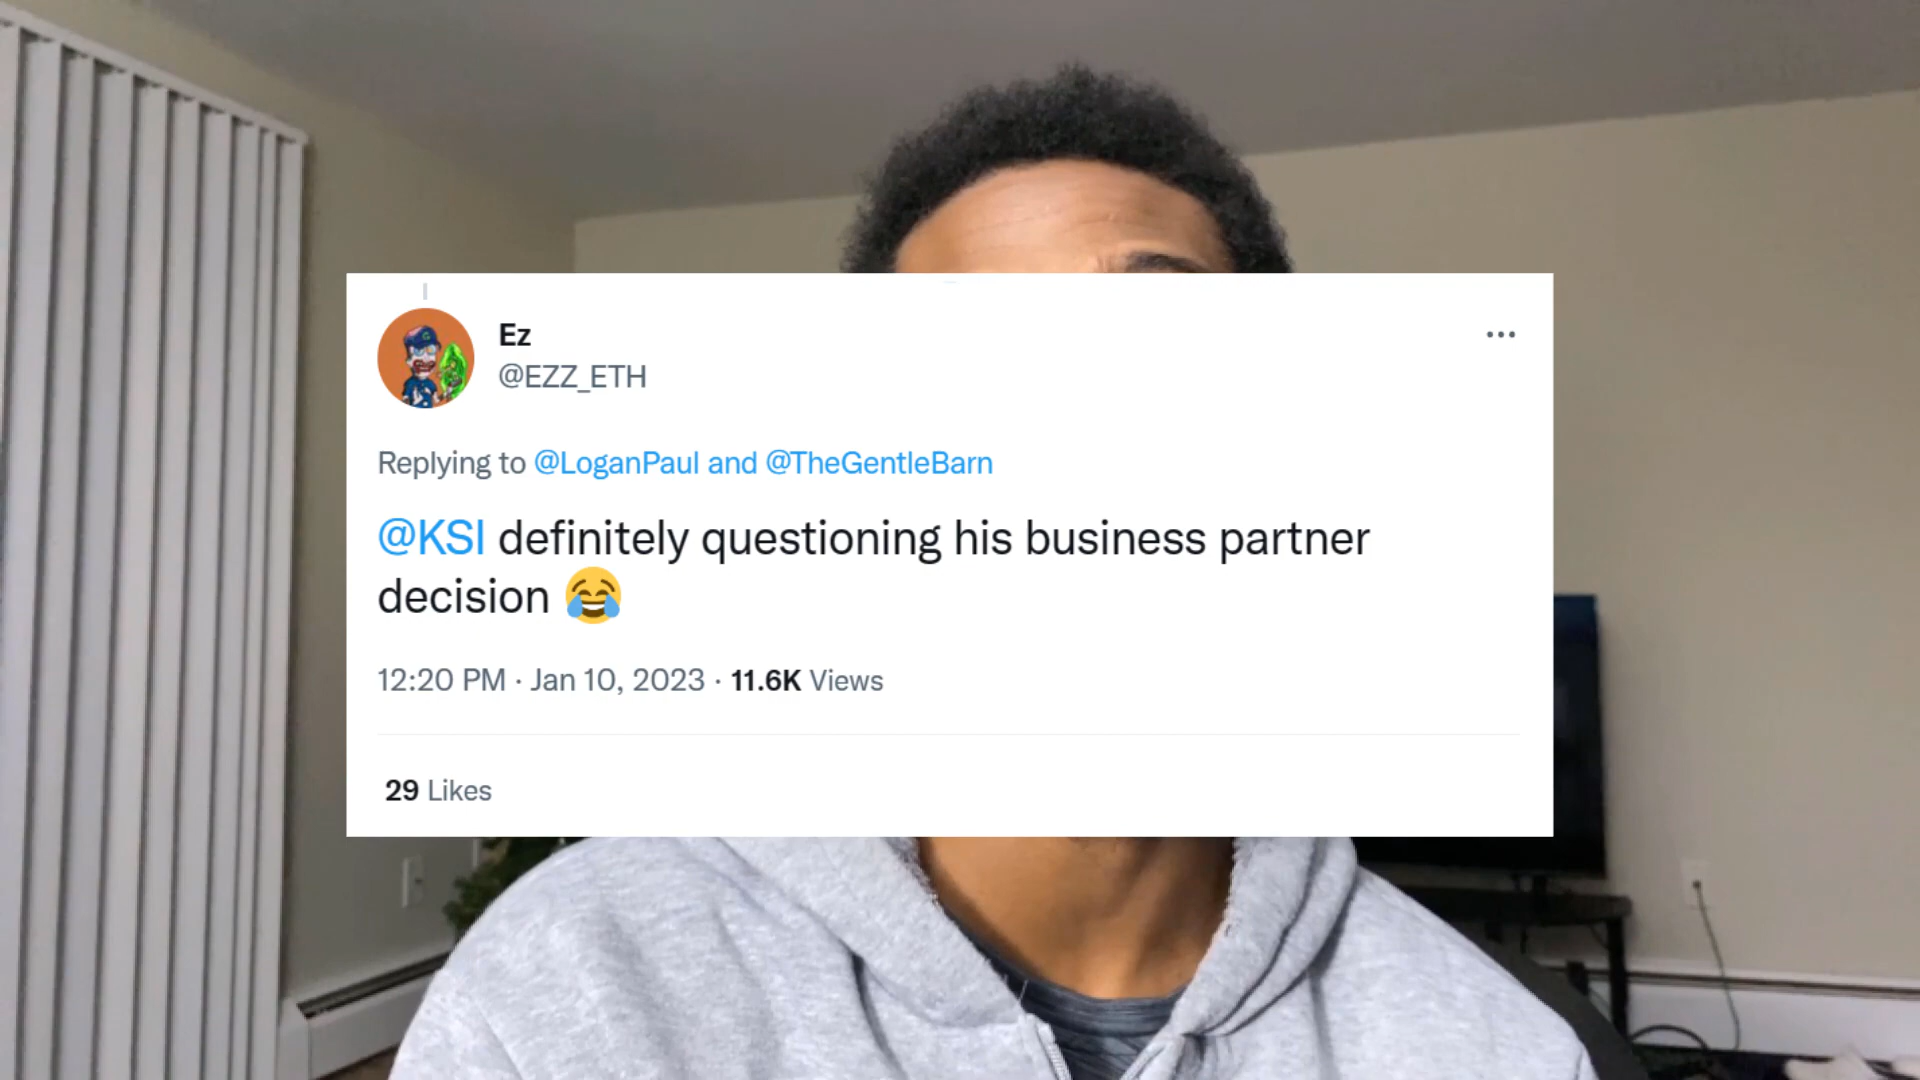 Ez
@EZZ_ETH
Replying to @LoganPaul and @TheGentleBarn
@KSI definitely questioning his business partner
decision 😂
12:20 PM · Jan 10, 2023 · 11.6K Views
29 Likes